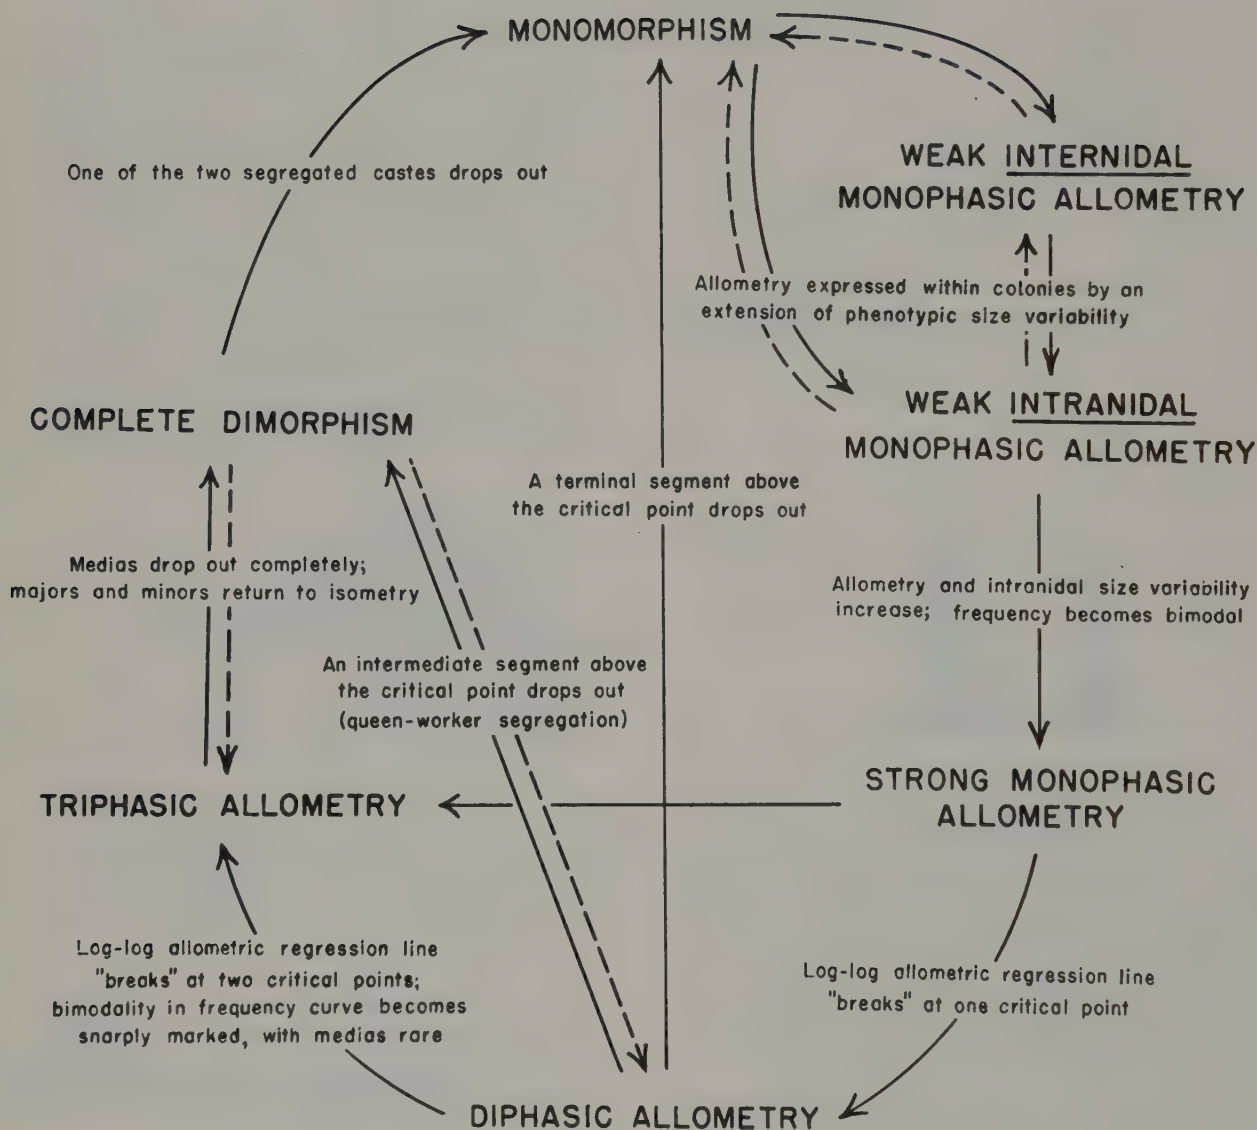 MONOMORPHISM
One of the two segregated castes drops out
WEAK INTERNIDAL
MONOPHASIC ALLOMETRY
Allometry expressed within colonies by an
extension of phenotypic size variability
WEAK INTRANIDAL
MONOPHASIC ALLOMETRY
COMPLETE DIMORPHISM
A terminal segment above
the critical point drops out
Medias drop out completely;
majors and minors return to isometry
Allometry and intranidal size variability
increase; frequency becomes bimodal
An intermediate segment above
the critical point drops out
(queen-worker segregation)
TRIPHASIC ALLOMETRY
STRONG MONOPHASIC
ALLOMETRY
Log-log allometric regression line
"breaks" at two critical points;
bimodality in frequency curve becomes
snarply marked, with medias rare
Log-log allometric regression line
"breaks" at one critical point
DIPHASIC ALLOMETRY